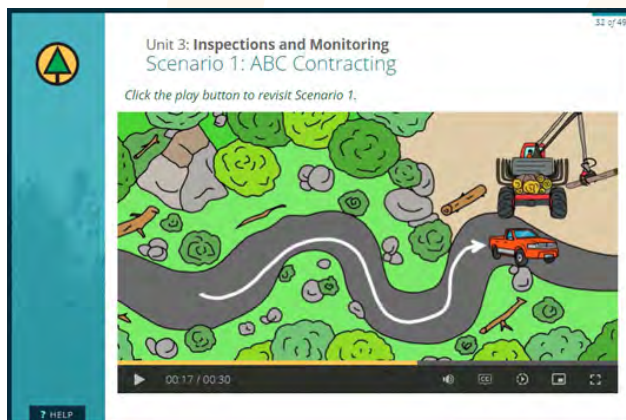 32 of 49
Unit 3: Inspections and Monitoring
Scenario 1: ABC Contracting
Click the play button to revisit Scenario 1.
00:17 / 00:30
CC
? HELP